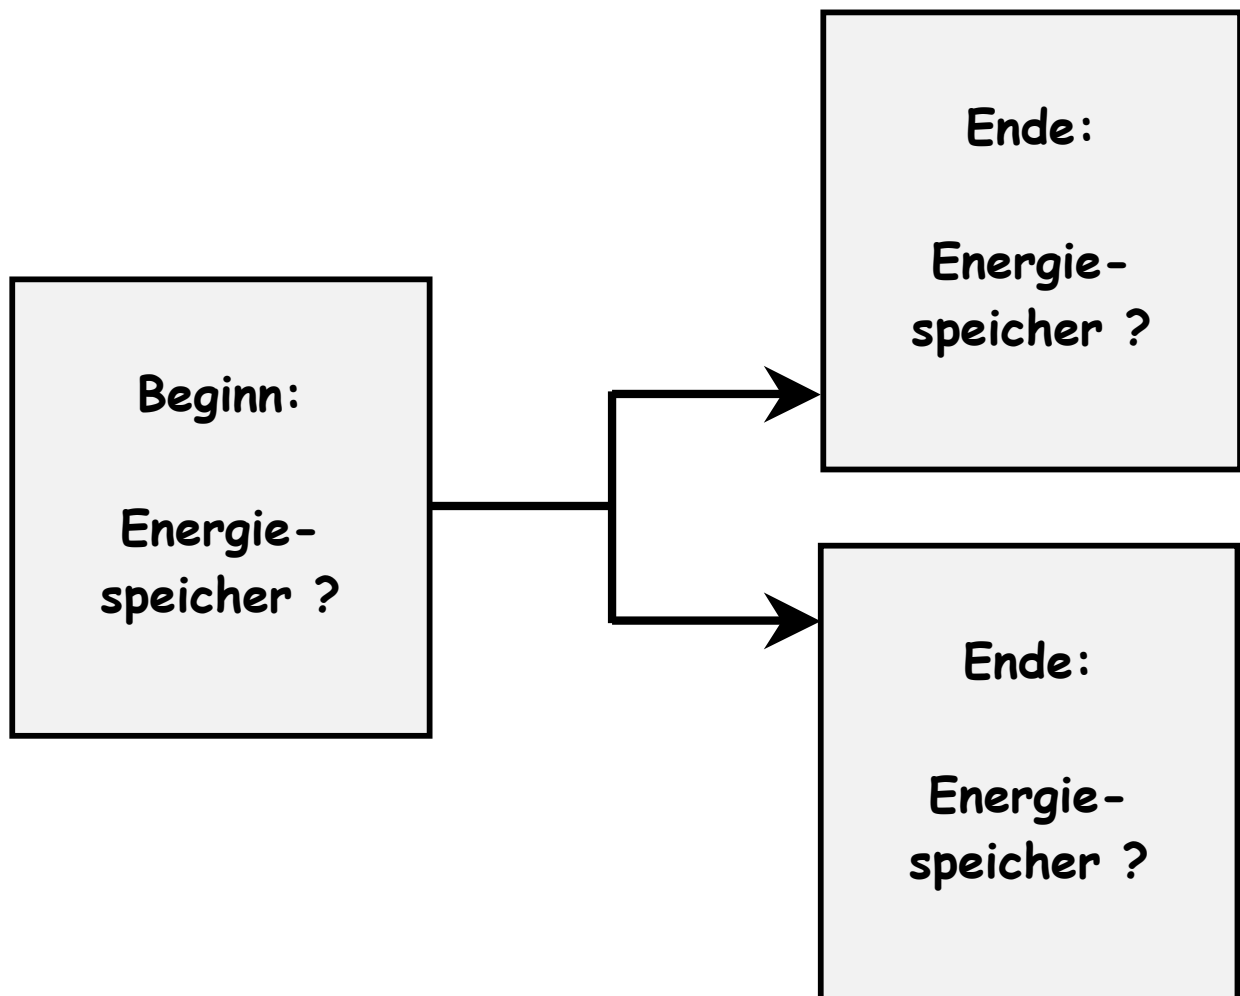 Beginn:
Energie-
speicher ?
Ende:
Energie-
speicher ?
Ende:
Energie-
speicher ?